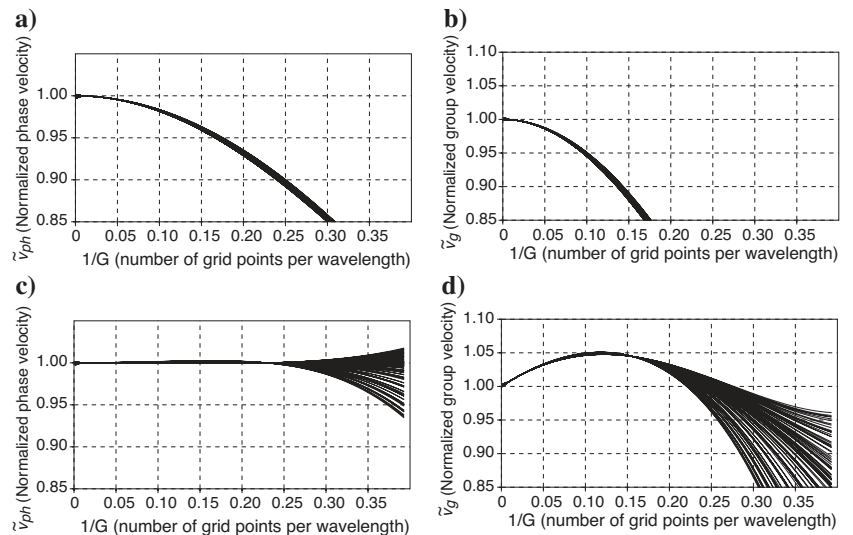 a)
1.00
0.95
0.90
0.85
ṽph (Normalized phase velocity)
0 0.05 0.10 0.15 0.20 0.25 0.30 0.35
1/G (number of grid points per wavelength)
b)
1.10
1.05
1.00
0.95
0.90
0.85
ṽg (Normalized group velocity)
0 0.05 0.10 0.15 0.20 0.25 0.30 0.35
1/G (number of grid points per wavelength)
c)
1.00
0.95
0.90
0.85
ṽph (Normalized phase velocity)
0 0.05 0.10 0.15 0.20 0.25 0.30 0.35
1/G (number of grid points per wavelength)
d)
1.10
1.05
1.00
0.95
0.90
0.85
ṽg (Normalized group velocity)
0 0.05 0.10 0.15 0.20 0.25 0.30 0.35
1/G (number of grid points per wavelength)